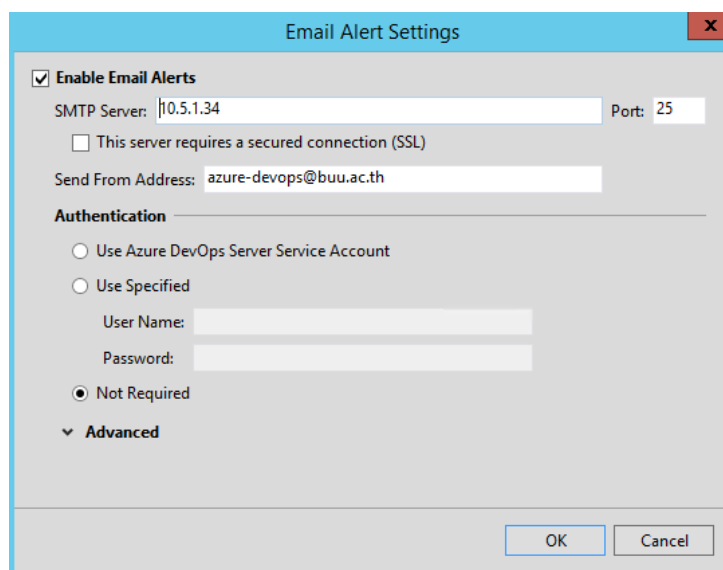 Email Alert Settings
x
Enable Email Alerts
SMTP Server: 10.5.1.34 Port: 25
This server requires a secured connection (SSL)
Send From Address: azure-devops@buu.ac.th
Authentication
Use Azure DevOps Server Service Account
Use Specified
User Name:
Password:
Not Required
Advanced
OK Cancel